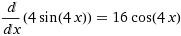 d/dx (4 sin(4 x)) = 16 cos(4 x)